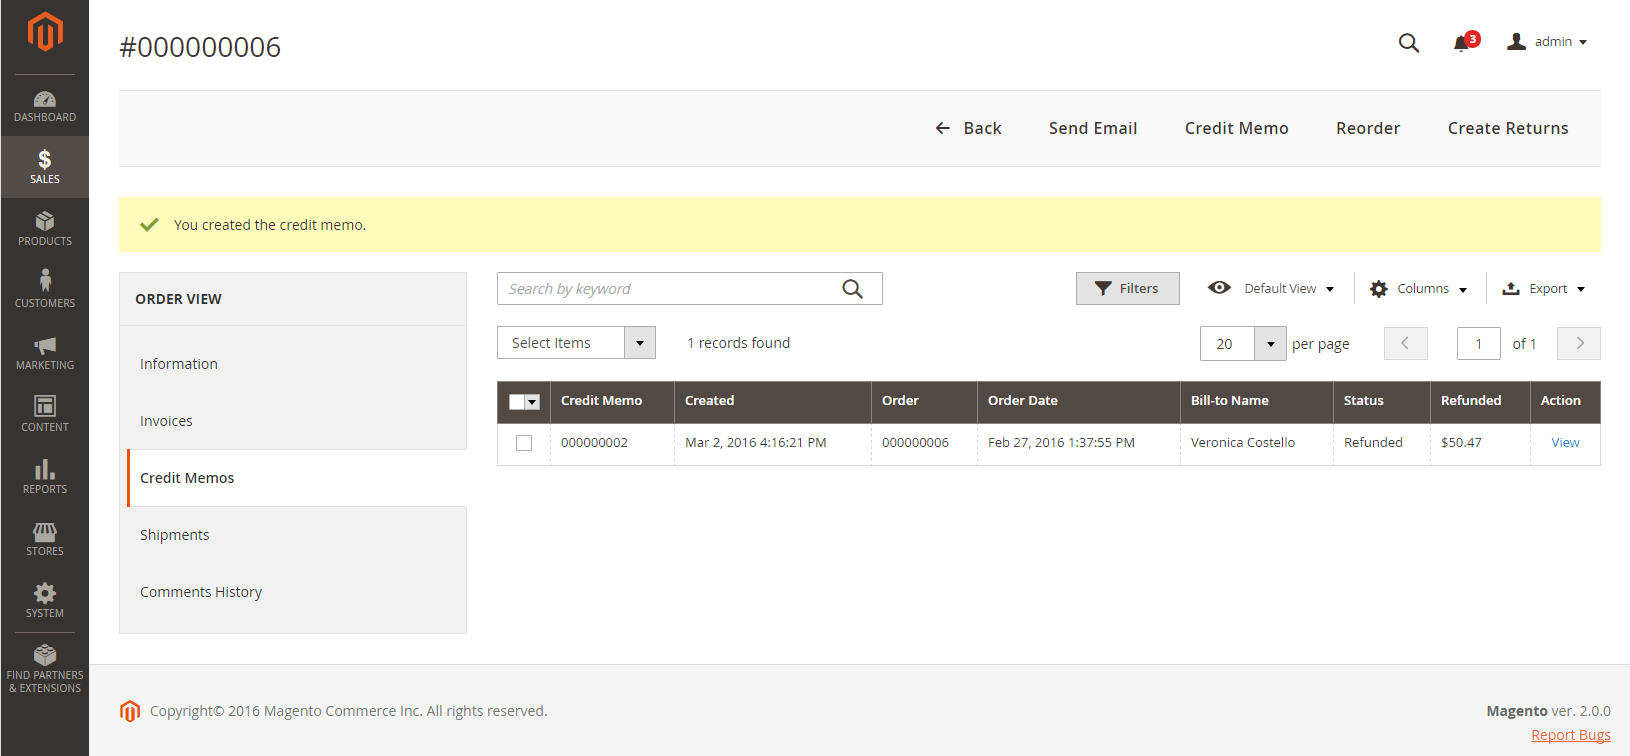 #000000006
3
admin
DASHBOARD
SALES
PRODUCTS
CUSTOMERS
MARKETING
CONTENT
REPORTS
STORES
SYSTEM
FIND PARTNERS
& EXTENSIONS
Back
Send Email
Credit Memo
Reorder
Create Returns
You created the credit memo.
ORDER VIEW
Information
Invoices
Credit Memos
Shipments
Comments History
Search by keyword
Filters
Default View
Columns
Export
Select Items
1 records found
20
per page
1
of 1
Credit Memo
Created
Order
Order Date
Bill-to Name
Status
Refunded
Action
000000002
Mar 2, 2016 4:16:21 PM
000000006
Feb 27, 2016 1:37:55 PM
Veronica Costello
Refunded
$50.47
View
Copyright© 2016 Magento Commerce Inc. All rights reserved.
Magento ver. 2.0.0
Report Bugs